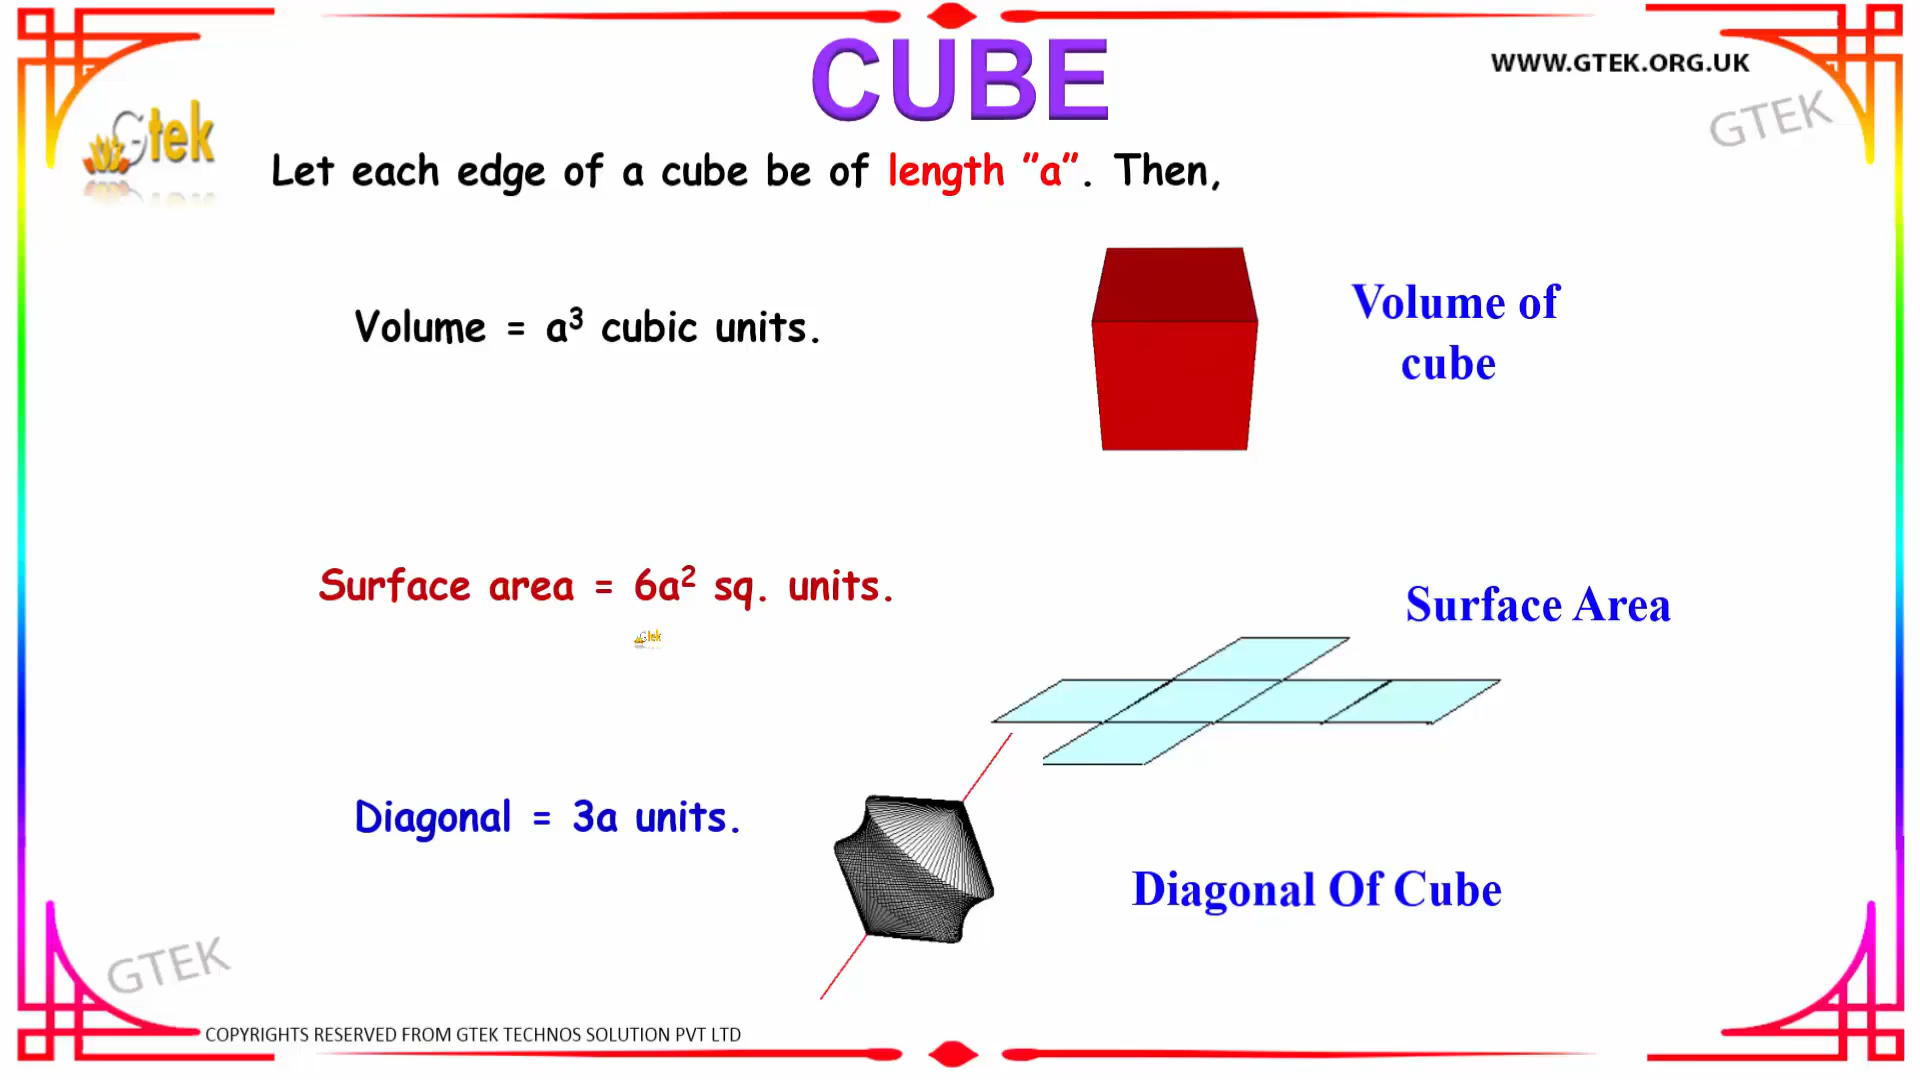 CUBE
WWW.GTEK.ORG.UK
GTEK
Gtek
Let each edge of a cube be of length ”a”. Then,
Volume = a³ cubic units.
Volume of
cube
Surface area = 6a² sq. units.
Surface Area
Gtek
Diagonal = 3a units.
Diagonal Of Cube
GTEK
COPYRIGHTS RESERVED FROM GTEK TECHNOS SOLUTION PVT LTD